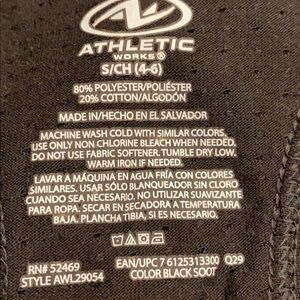 ATHLETIC
WORKS®
S/CH (4-6)
80% POLYESTER/POLIÉSTER
20% COTTON/ALGODÓN
MADE IN/HECHO EN EL SALVADOR
MACHINE WASH COLD WITH SIMILAR COLORS,
USE ONLY NON CHLORINE BLEACH WHEN NEEDED,
DO NOT USE FABRIC SOFTENER, TUMBLE DRY LOW,
WARM IRON IF NEEDED.
LAVAR A MÁQUINA EN AGUA FRÍA CON COLORES
SIMILARES. USAR SÓLO BLANQUEADOR SIN CLORO
CUANDO SEA NECESARIO. NO UTILIZAR SUAVIZANTE
PARA ROPA. SECAR EN SECADORA A TEMPERATURA
BAJA. PLANCHA TIBIA, SI ES NECESARIO.
RN# 52469 EAN/UPC 7 6125313300 Q29
STYLE AWL29054 COLOR BLACK SOOT